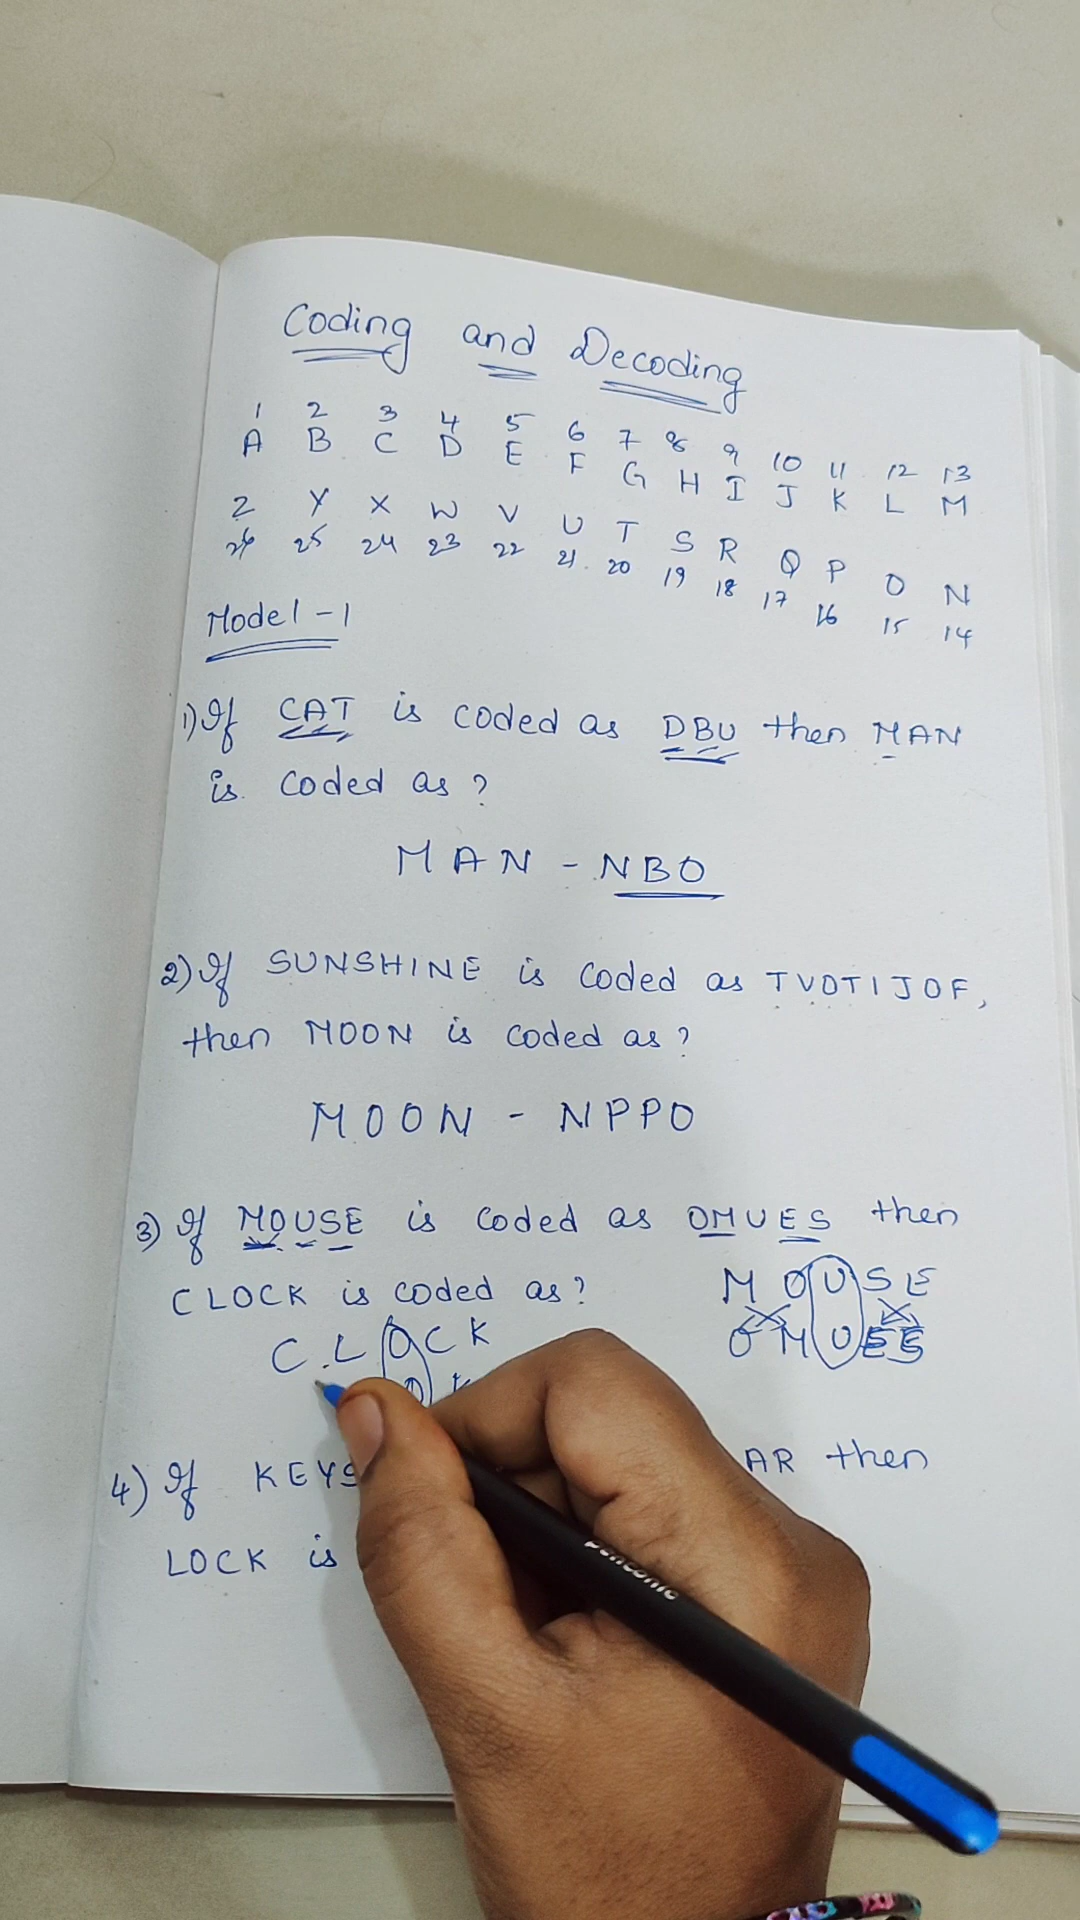 Coding and Decoding
1 2 3 4 5 6 7 8 9 10 11 12 13
A B C D E F G H I J K L M
Z Y X W V U T S R Q P O N
26 25 24 23 22 21 20 19 18 17 16 15 14
Model-1
1) If CAT is coded as DBU then MAN
is coded as?
MAN - NBO
2) If SUNSHINE is coded as TVOTIJOF,
then MOON is coded as?
MOON - NPPO
3) If MOUSE is coded as OMUES then
CLOCK is coded as?
MOUSE
OMUES
CLOCK
O K
4) If KEYS AR then
LOCK is
pentonic